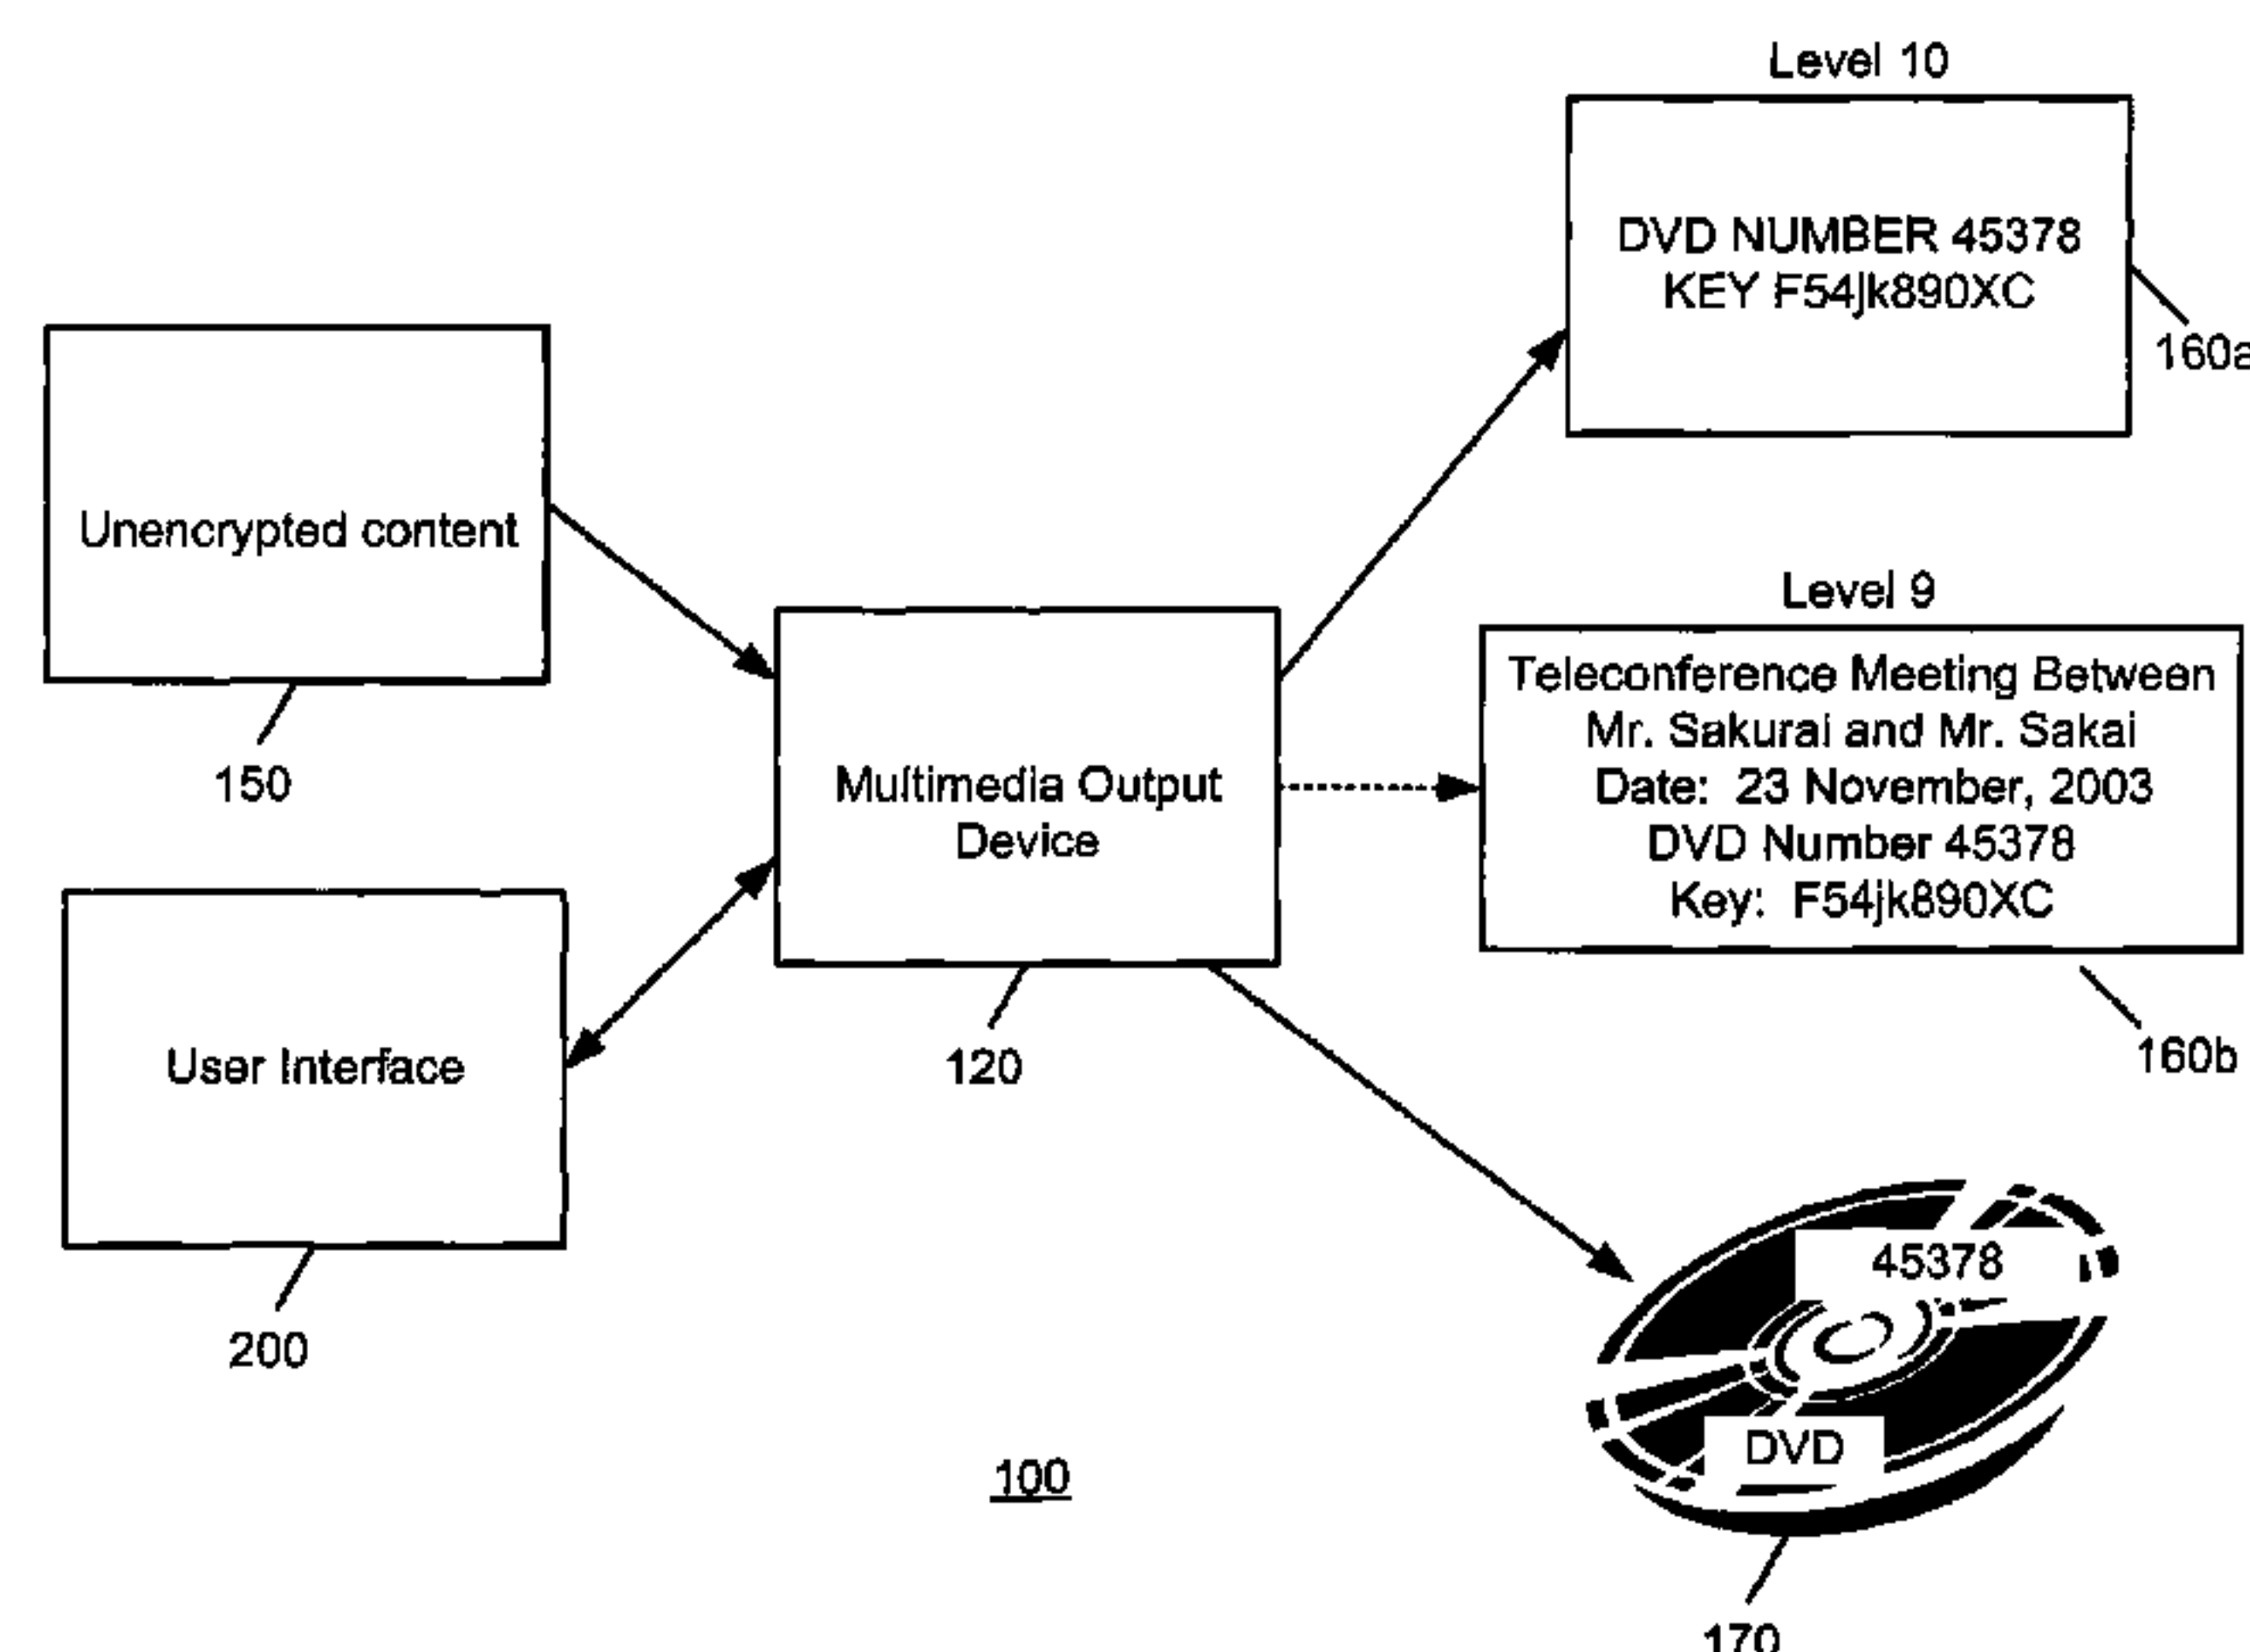 Level 10
DVD NUMBER 45378
KEY F54jk890XC
160a
Unencrypted content
150
Level 9
Teleconference Meeting Between
Mr. Sakurai and Mr. Sakai
Date: 23 November, 2003
DVD Number 45378
Key: F54jk890XC
160b
Multimedia Output
Device
120
User Interface
200
45378
DVD
170
100